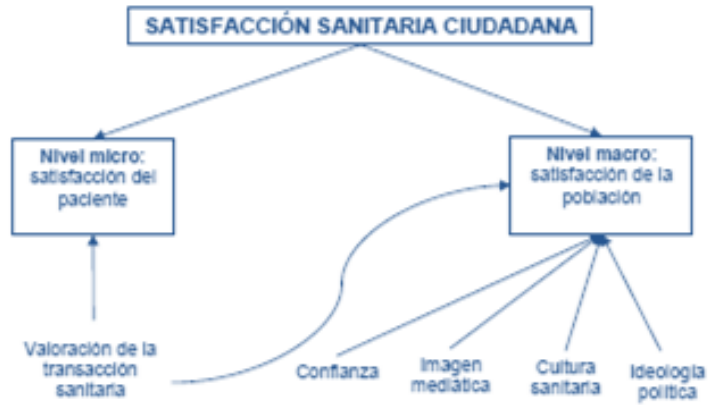 SATISFACCIÓN SANITARIA CIUDADANA
Nivel micro:
satisfacción del
paciente
Nivel macro:
satisfacción de la
población
Valoración de la
transacción
sanitaria
Confianza
Imagen
mediática
Cultura
sanitaria
Ideología
política